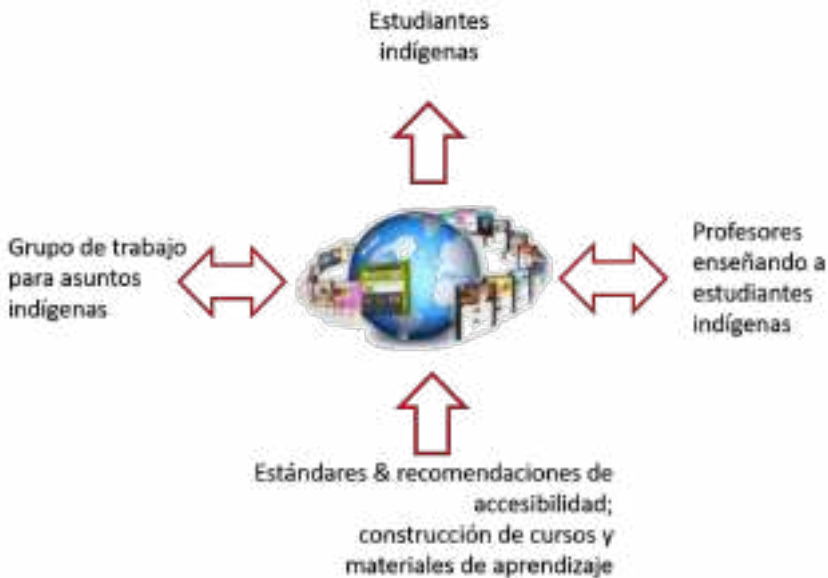 Estudiantes
indígenas
Grupo de trabajo
para asuntos
indígenas
Profesores
enseñando a
estudiantes
indígenas
Estándares & recomendaciones de
accesibilidad;
construcción de cursos y
materiales de aprendizaje